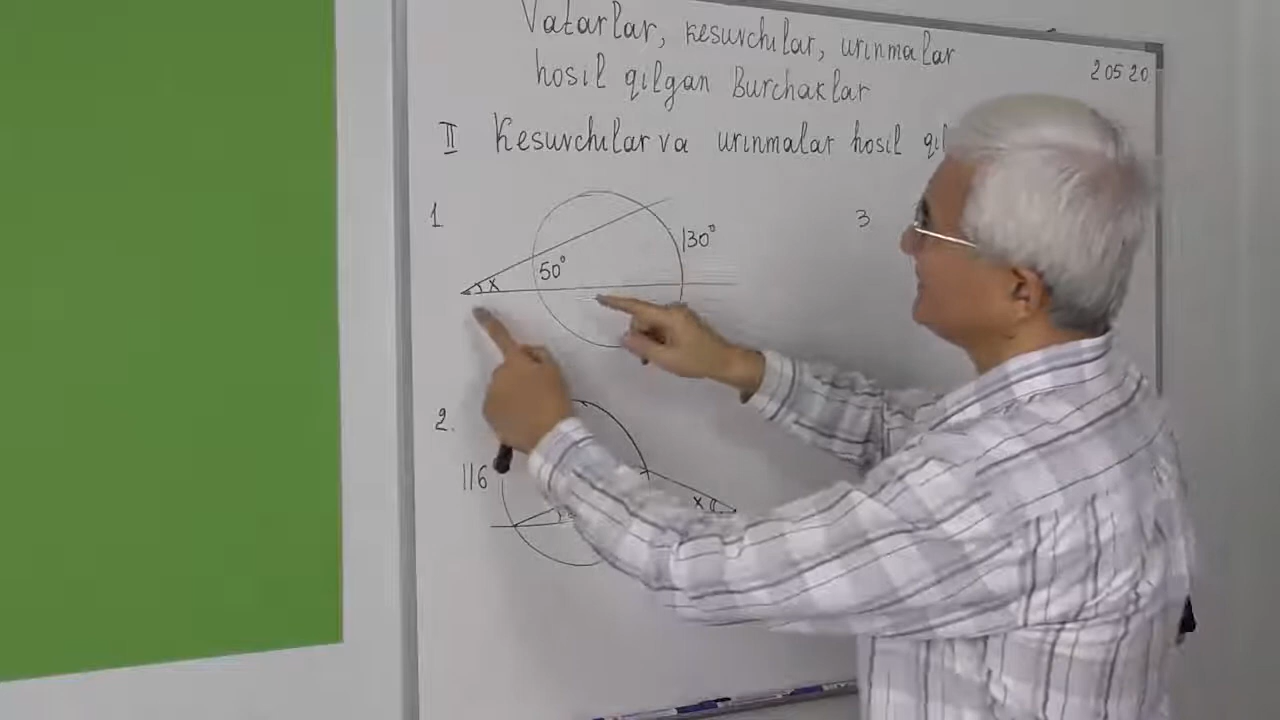 Vatarlar, kesuvchilar, urinmalar
hosil qilgan Burchaklar
2 05 20
II Kesuvchilar va urinmalar hosil
1
130°
50°
x
3
2.
116
x